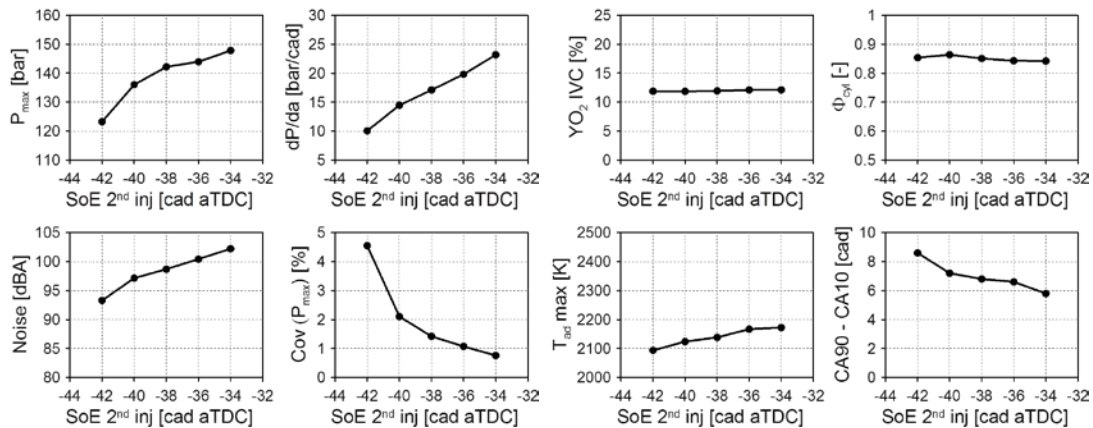 P_max [bar]
160
150
140
130
120
110
-44 -42 -40 -38 -36 -34 -32
SoE 2nd inj [cad aTDC]
dP/da [bar/cad]
30
25
20
15
10
5
-44 -42 -40 -38 -36 -34 -32
SoE 2nd inj [cad aTDC]
YO2 IVC [%]
25
20
15
10
5
0
-44 -42 -40 -38 -36 -34 -32
SoE 2nd inj [cad aTDC]
Φcyl [-]
1
0.9
0.8
0.7
0.6
0.5
-44 -42 -40 -38 -36 -34 -32
SoE 2nd inj [cad aTDC]
Noise [dBA]
105
100
95
90
85
80
-44 -42 -40 -38 -36 -34 -32
SoE 2nd inj [cad aTDC]
Cov (P_max) [%]
5
4
3
2
1
0
-44 -42 -40 -38 -36 -34 -32
SoE 2nd inj [cad aTDC]
T_ad max [K]
2500
2400
2300
2200
2100
2000
-44 -42 -40 -38 -36 -34 -32
SoE 2nd inj [cad aTDC]
CA90 - CA10 [cad]
10
8
6
4
2
0
-44 -42 -40 -38 -36 -34 -32
SoE 2nd inj [cad aTDC]